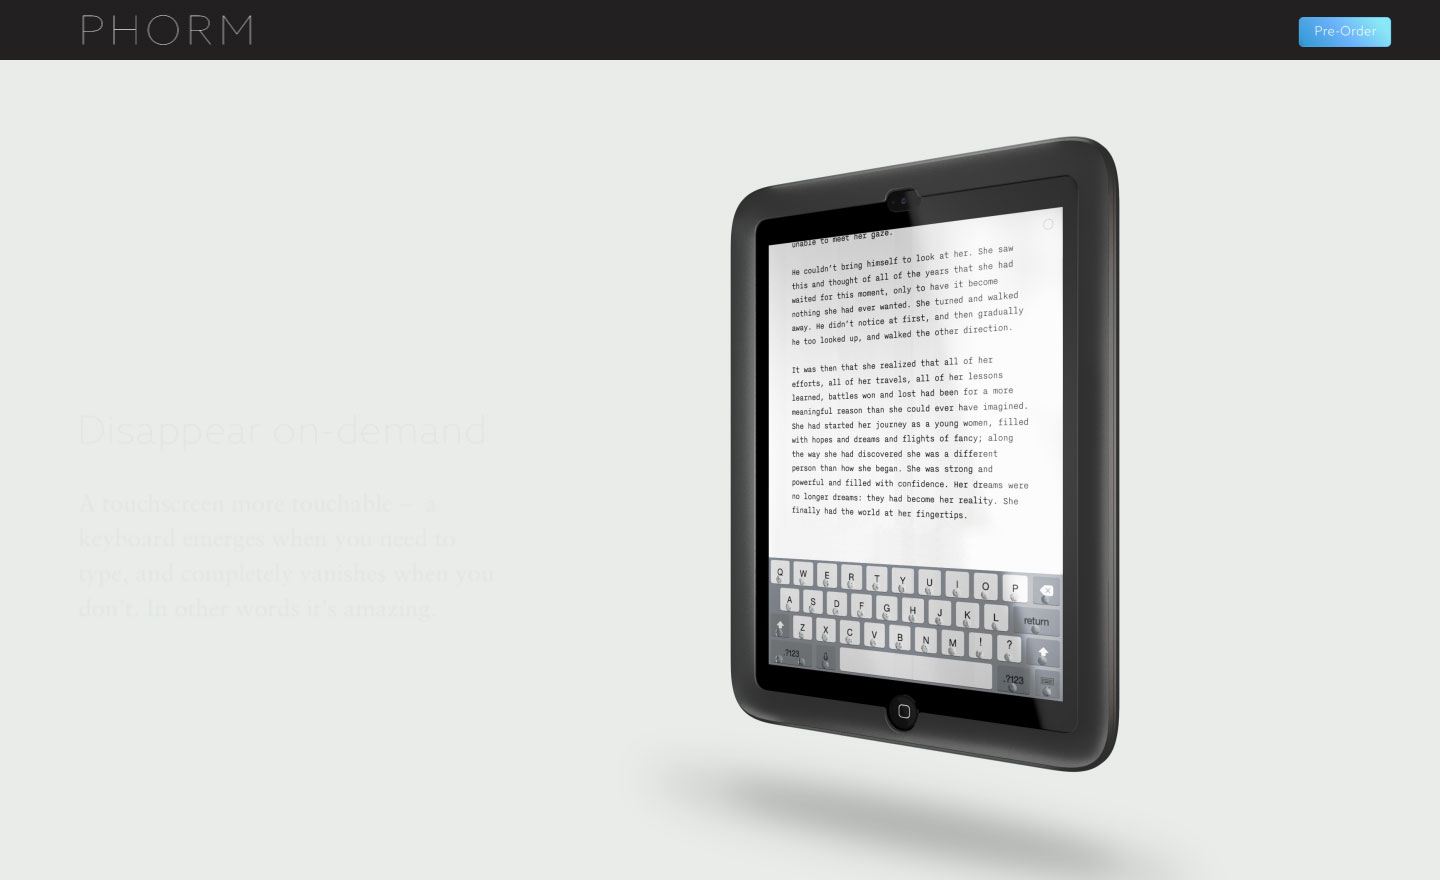 PHORM
Pre-Order
Disappear on-demand
A touchscreen more touchable – a
keyboard emerges when you need to
type, and completely vanishes when you
don't. In other words it's amazing.
unable to meet her gaze.
He couldn't bring himself to look at her. She saw
this and thought of all of the years that she had
waited for this moment, only to have it become
nothing she had ever wanted. She turned and walked
away. He didn't notice at first, and then gradually
he too looked up, and walked the other direction.
It was then that she realized that all of her
efforts, all of her travels, all of her lessons
learned, battles won and lost had been for a more
meaningful reason than she could ever have imagined.
She had started her journey as a young women, filled
with hopes and dreams and flights of fancy; along
the way she had discovered she was a different
person than how she began. She was strong and
powerful and filled with confidence. Her dreams were
no longer dreams: they had become her reality. She
finally had the world at her fingertips.
Q W E R T Y U I O P
A S D F G H J K L return
Z X C V B N M ! ?
.?123 .?123